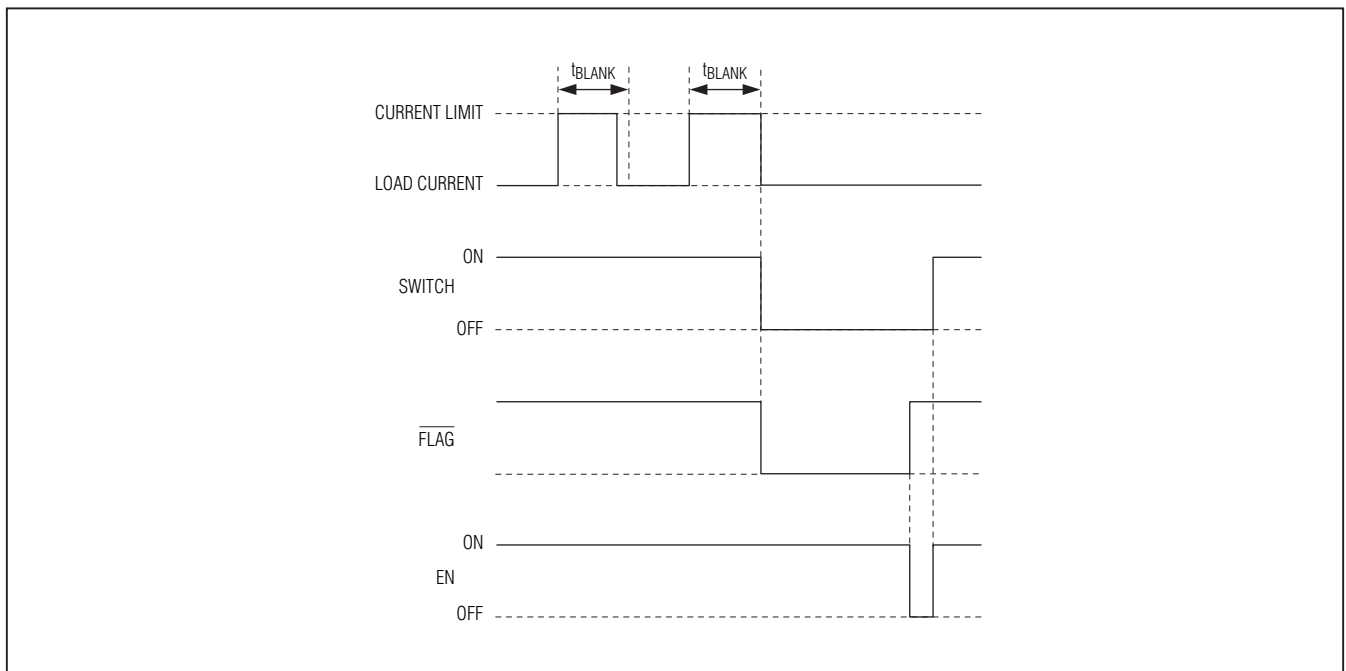 tBLANK tBLANK
CURRENT LIMIT
LOAD CURRENT
ON
SWITCH
OFF
FLAG
ON
EN
OFF